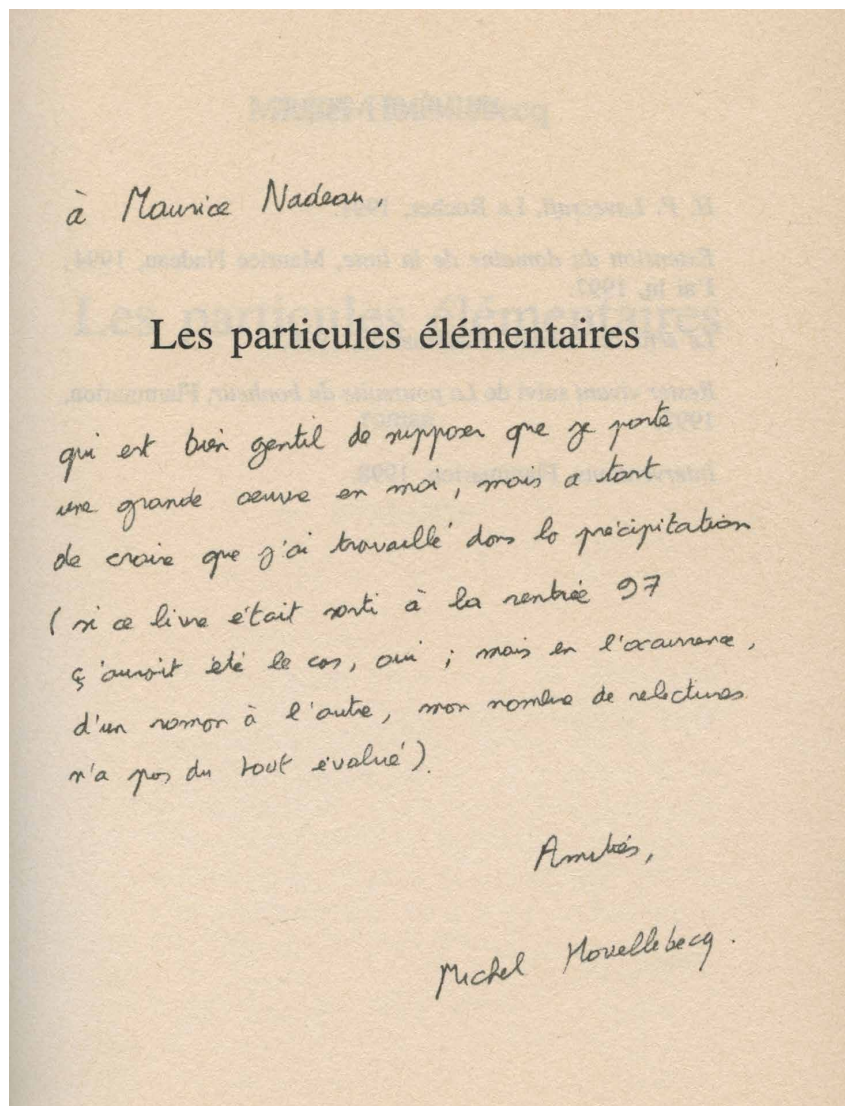 à Maurice Nadeau,
Les particules élémentaires
qui est bien gentil de supposer que je porte
une grande œuvre en moi, mais a tort
de croire que j'ai travaillé dans la précipitation
(si ce livre était sorti à la rentrée 97
ç'aurait été le cas, oui ; mais en l'occurrence,
d'un roman à l'autre, mon nombre de relectures
n'a pas du tout évolué).
Amitiés,
Michel Houellebecq.